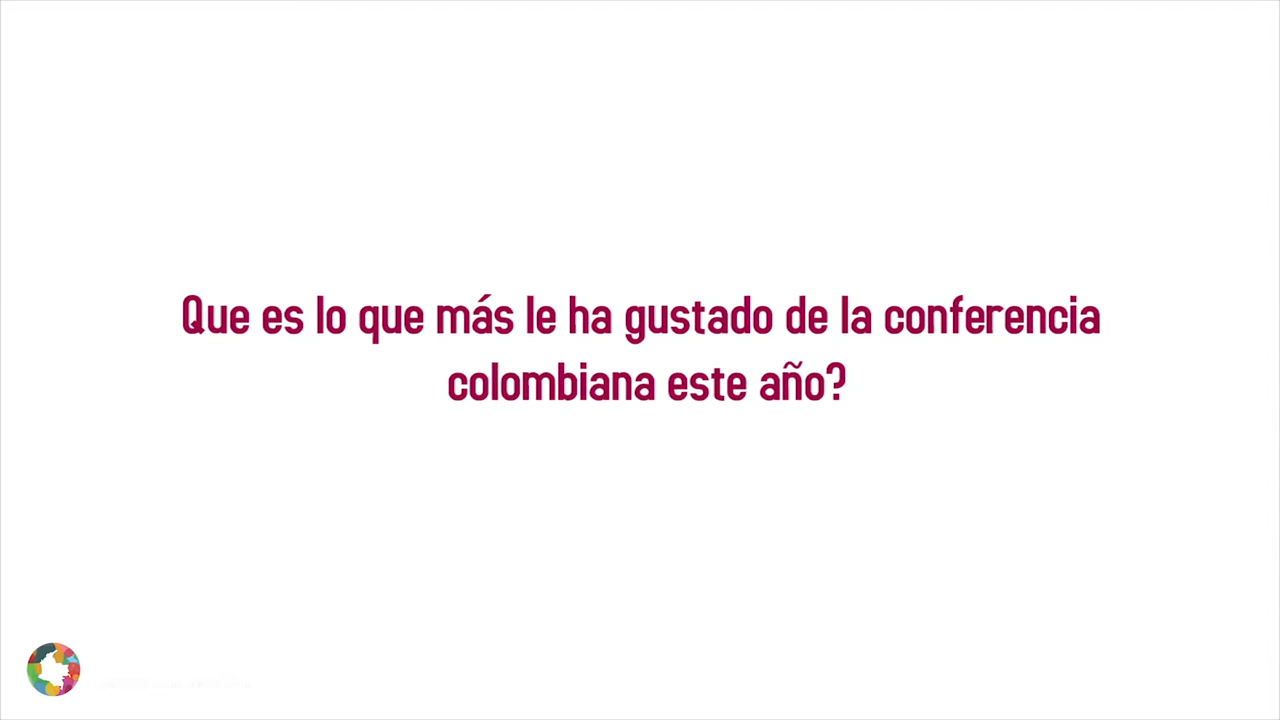 Que es lo que más le ha gustado de la conferencia
colombiana este año?